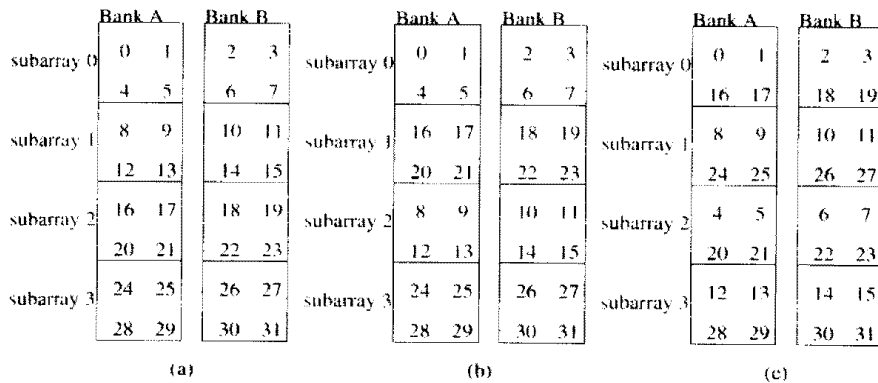 Bank A Bank B Bank A Bank B Bank A Bank B
subarray 0 0 1 2 3 subarray 0 0 1 2 3 subarray 0 0 1 2 3
4 5 6 7 4 5 6 7 16 17 18 19
subarray 1 8 9 10 11 subarray 1 16 17 18 19 subarray 1 8 9 10 11
12 13 14 15 20 21 22 23 24 25 26 27
subarray 2 16 17 18 19 subarray 2 8 9 10 11 subarray 2 4 5 6 7
20 21 22 23 12 13 14 15 20 21 22 23
subarray 3 24 25 26 27 subarray 3 24 25 26 27 subarray 3 12 13 14 15
28 29 30 31 28 29 30 31 28 29 30 31
(a) (b) (c)